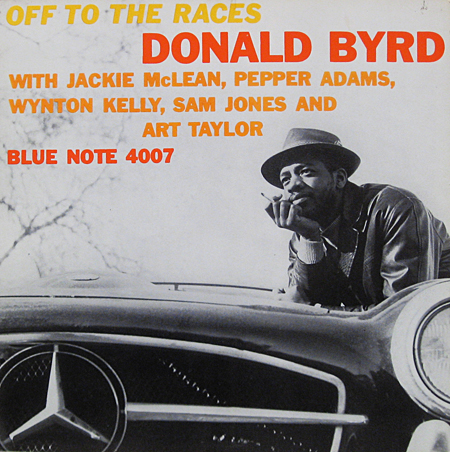 OFF TO THE RACES
DONALD BYRD
WITH JACKIE McLEAN, PEPPER ADAMS,
WYNTON KELLY, SAM JONES AND
ART TAYLOR
BLUE NOTE 4007